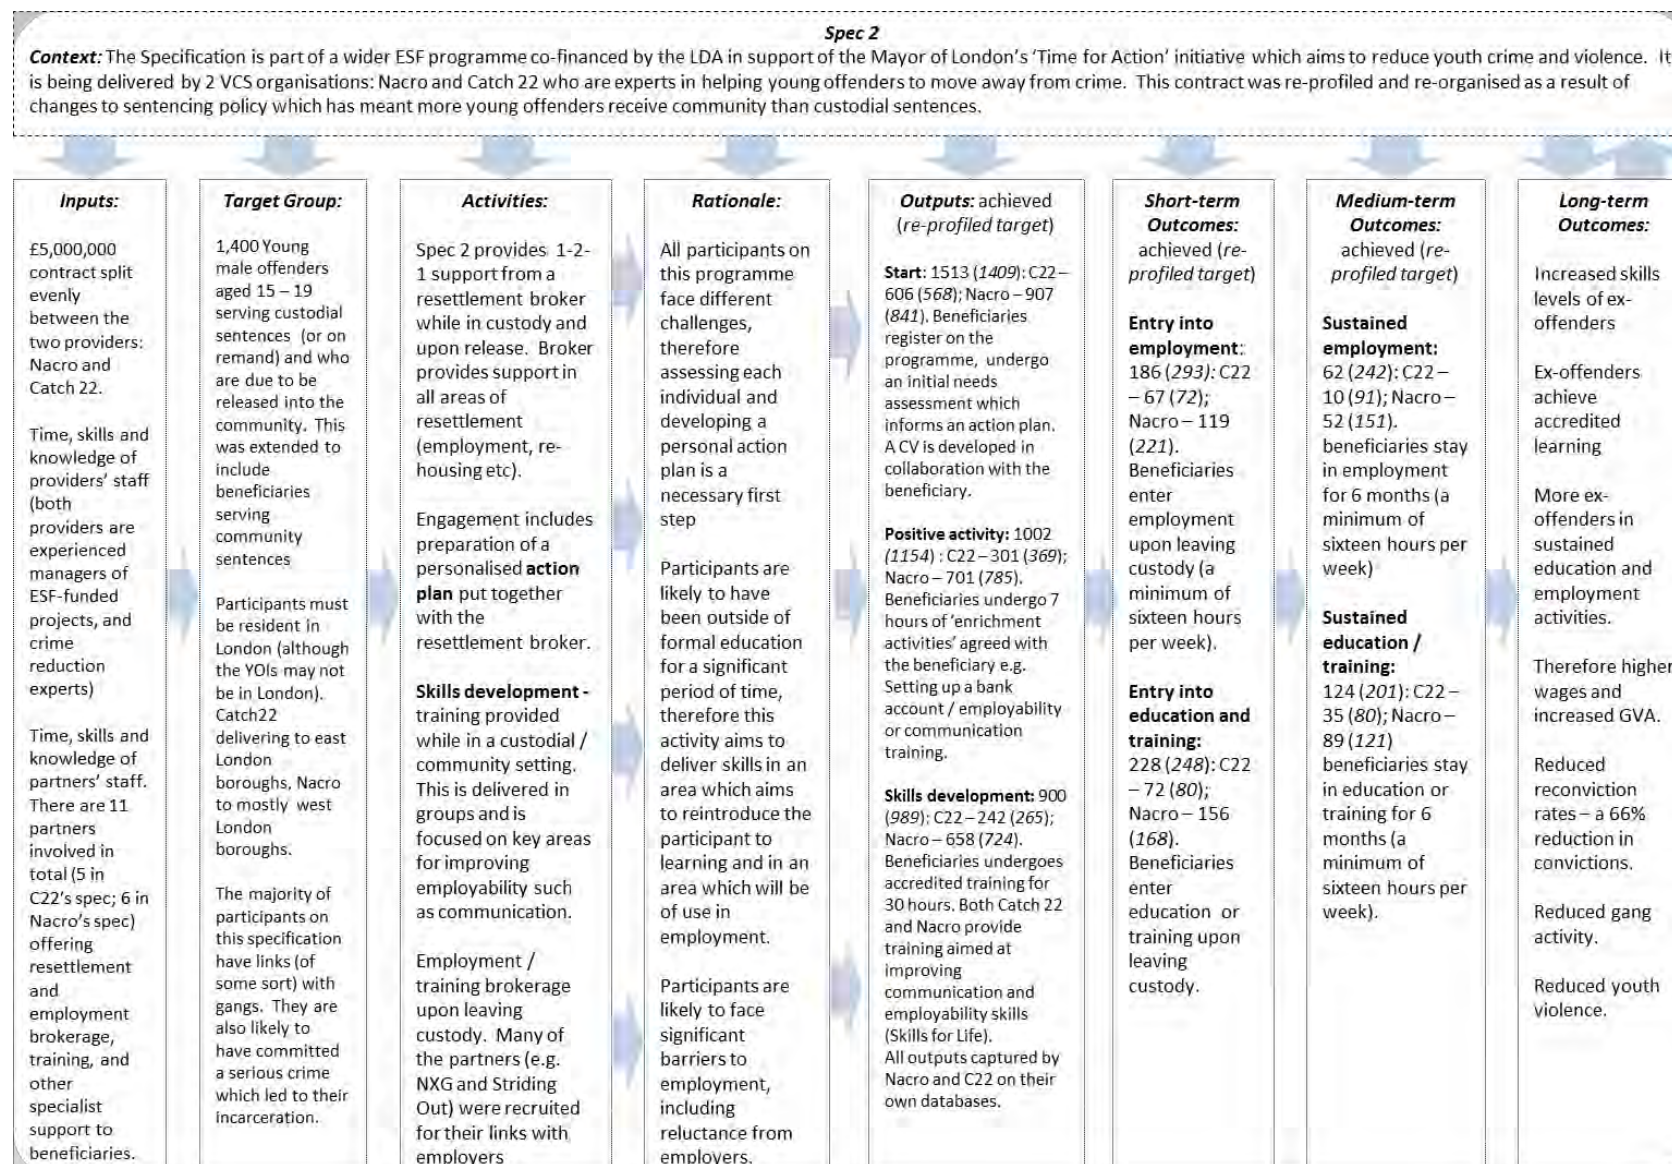 Spec 2
Context: The Specification is part of a wider ESF programme co-financed by the LDA in support of the Mayor of London's 'Time for Action' initiative which aims to reduce youth crime and violence. It
is being delivered by 2 VCS organisations: Nacro and Catch 22 who are experts in helping young offenders to move away from crime. This contract was re-profiled and re-organised as a result of
changes to sentencing policy which has meant more young offenders receive community than custodial sentences.
Inputs:
£5,000,000
contract split
evenly
between the
two providers:
Nacro and
Catch 22.
Time, skills and
knowledge of
providers' staff
(both
providers are
experienced
managers of
ESF-funded
projects, and
crime
reduction
experts)
Time, skills and
knowledge of
partners' staff.
There are 11
partners
involved in
total (5 in
C22's spec; 6 in
Nacro's spec)
offering
resettlement
and
employment
brokerage,
training, and
other
specialist
support to
beneficiaries.
Target Group:
1,400 Young
male offenders
aged 15 – 19
serving custodial
sentences (or on
remand) and who
are due to be
released into the
community. This
was extended to
include
beneficiaries
serving
community
sentences
Participants must
be resident in
London (although
the YOIs may not
be in London).
Catch22
delivering to east
London
boroughs, Nacro
to mostly west
London
boroughs.
The majority of
participants on
this specification
have links (of
some sort) with
gangs. They are
also likely to
have committed
a serious crime
which led to their
incarceration.
Activities:
Spec 2 provides 1-2-
1 support from a
resettlement broker
while in custody and
upon release. Broker
provides support in
all areas of
resettlement
(employment, re-
housing etc).
Engagement includes
preparation of a
personalised action
plan put together
with the
resettlement broker.
Skills development -
training provided
while in a custodial /
community setting.
This is delivered in
groups and is
focused on key areas
for improving
employability such
as communication.
Employment /
training brokerage
upon leaving
custody. Many of
the partners (e.g.
NXG and Striding
Out) were recruited
for their links with
employers
Rationale:
All participants on
this programme
face different
challenges,
therefore
assessing each
individual and
developing a
personal action
plan is a
necessary first
step
Participants are
likely to have
been outside of
formal education
for a significant
period of time,
therefore this
activity aims to
deliver skills in an
area which aims
to reintroduce the
participant to
learning and in an
area which will be
of use in
employment.
Participants are
likely to face
significant
barriers to
employment,
including
reluctance from
employers.
Outputs: achieved
(re-profiled target)
Start: 1513 (1409): C22 –
606 (568); Nacro – 907
(841). Beneficiaries
register on the
programme, undergo
an initial needs
assessment which
informs an action plan.
A CV is developed in
collaboration with the
beneficiary.
Positive activity: 1002
(1154) : C22 – 301 (369);
Nacro – 701 (785).
Beneficiaries undergo 7
hours of 'enrichment
activities' agreed with
the beneficiary e.g.
Setting up a bank
account / employability
or communication
training.
Skills development: 900
(989): C22 – 242 (265);
Nacro – 658 (724).
Beneficiaries undergoes
accredited training for
30 hours. Both Catch 22
and Nacro provide
training aimed at
improving
communication and
employability skills
(Skills for Life).
All outputs captured by
Nacro and C22 on their
own databases.
Short-term
Outcomes:
achieved (re-
profiled target)
Entry into
employment:
186 (293): C22
– 67 (72);
Nacro – 119
(221).
Beneficiaries
enter
employment
upon leaving
custody (a
minimum of
sixteen hours
per week).
Entry into
education and
training:
228 (248): C22
– 72 (80);
Nacro – 156
(168).
Beneficiaries
enter
education or
training upon
leaving
custody.
Medium-term
Outcomes:
achieved (re-
profiled target)
Sustained
employment:
62 (242): C22 –
10 (91); Nacro –
52 (151).
beneficiaries stay
in employment
for 6 months (a
minimum of
sixteen hours per
week)
Sustained
education /
training:
124 (201): C22 –
35 (80); Nacro –
89 (121)
beneficiaries stay
in education or
training for 6
months (a
minimum of
sixteen hours per
week).
Long-term
Outcomes:
Increased skills
levels of ex-
offenders
Ex-offenders
achieve
accredited
learning
More ex-
offenders in
sustained
education and
employment
activities.
Therefore higher
wages and
increased GVA.
Reduced
reconviction
rates – a 66%
reduction in
convictions.
Reduced gang
activity.
Reduced youth
violence.